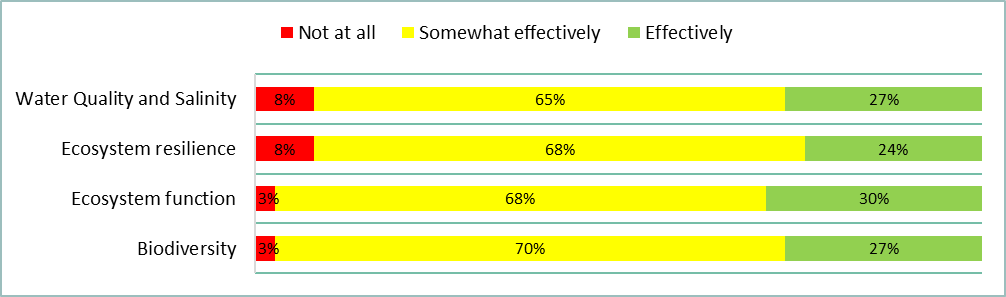 Not at all Somewhat effectively Effectively
Water Quality and Salinity 8% 65% 27%
Ecosystem resilience 8% 68% 24%
Ecosystem function 3% 68% 30%
Biodiversity 3% 70% 27%